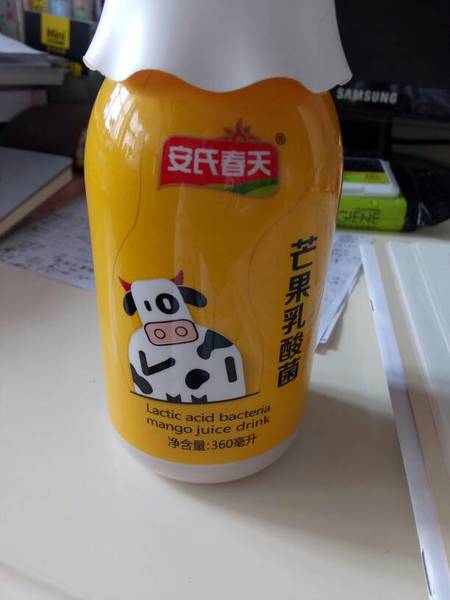 Mini
SAMSUNG
安氏春天®
GIENE
芒果乳酸菌
Lactic acid bacteria
mango juice drink
净含量:360毫升